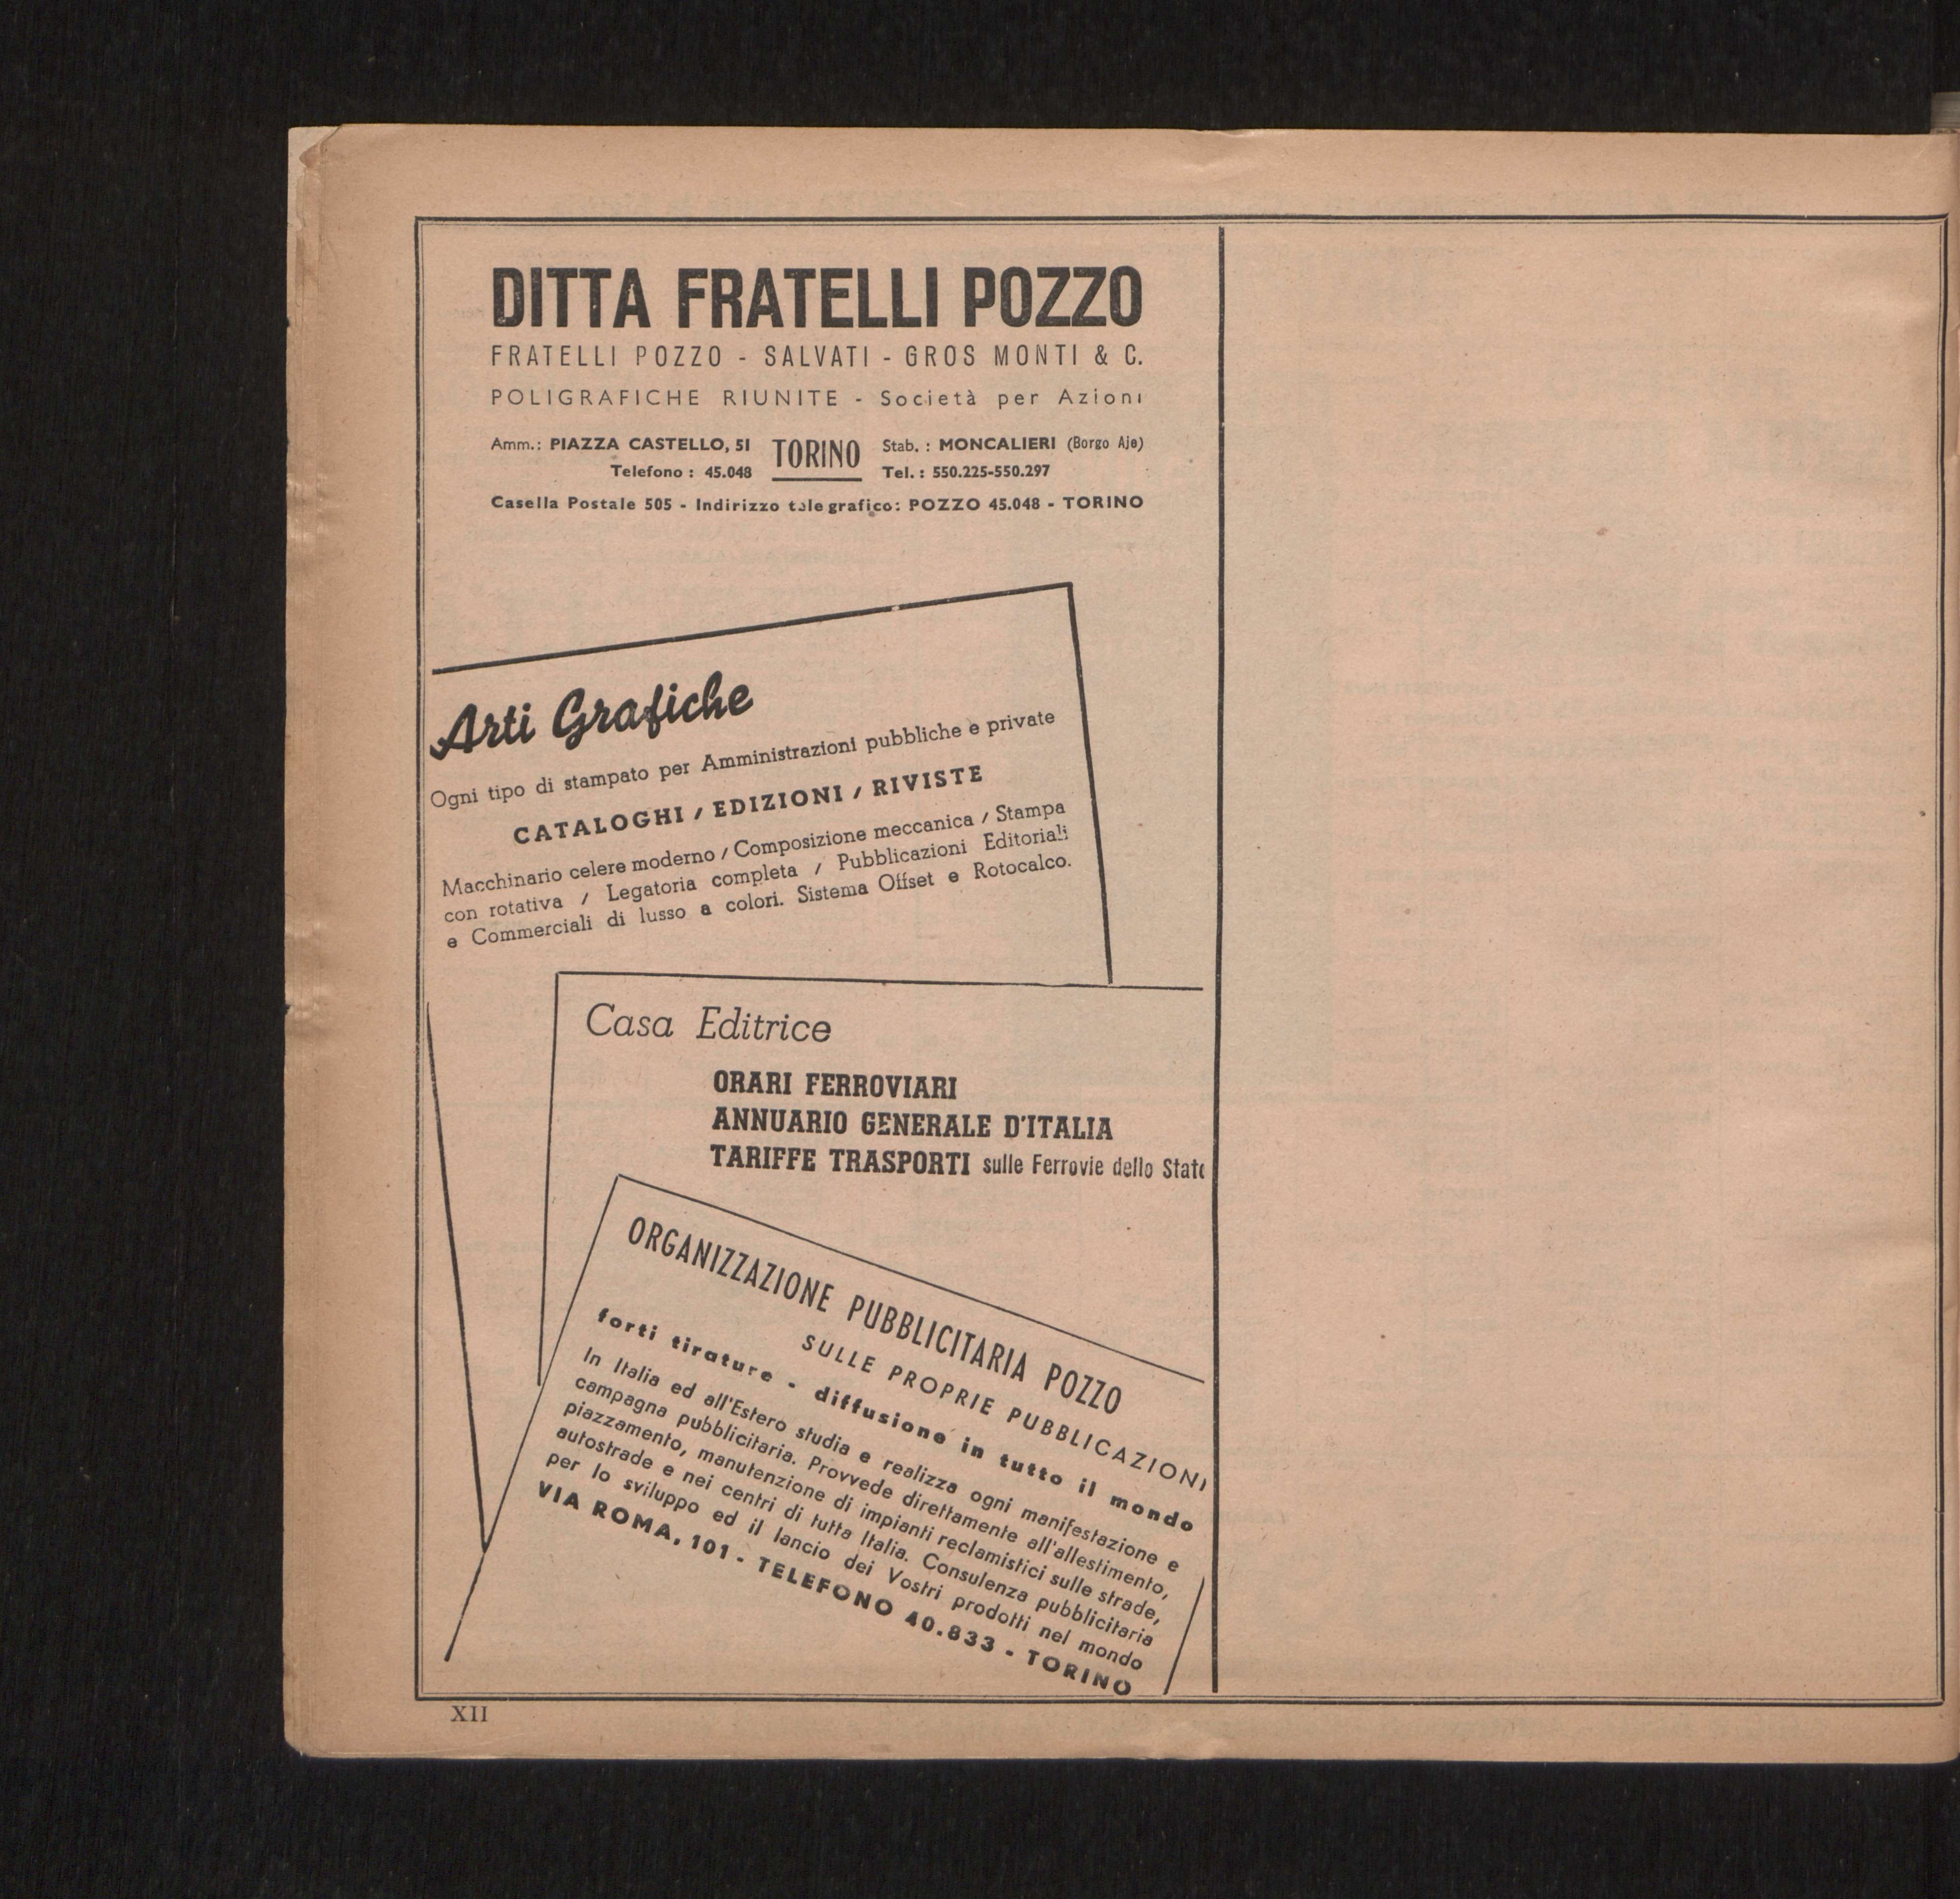 DITTA FRATELLI POZZO
FRATELLI POZZO - SALVATI - GROS MONTI & C.
POLIGRAFICHE RIUNITE - Società per Azioni
Amm.: PIAZZA CASTELLO, 51
Telefono : 45.048
TORINO
Stab. : MONCALIERI (Borgo Aje)
Tel. : 550.225-550.297
Casella Postale 505 - Indirizzo telegrafico: POZZO 45.048 - TORINO
Arti Grafiche
Ogni tipo di stampato per Amministrazioni pubbliche e private
CATALOGHI / EDIZIONI / RIVISTE
Macchinario celere moderno / Composizione meccanica / Stampa
con rotativa / Legatoria completa / Pubblicazioni Editoriali
e Commerciali di lusso a colori. Sistema Offset e Rotocalco.
Casa Editrice
ORARI FERROVIARI
ANNUARIO GENERALE D'ITALIA
TARIFFE TRASPORTI sulle Ferrovie dello Stato
ORGANIZZAZIONE PUBBLICITARIA POZZO
SULLE PROPRIE PUBBLICAZIONI
forti tirature - diffusione in tutto il mondo
In Italia ed all'Estero studia e realizza ogni manifestazione e
campagna pubblicitaria. Provvede direttamente all'allestimento,
piazzamento, manutenzione di impianti reclamistici sulle strade,
autostrade e nei centri di tutta Italia. Consulenza pubblicitaria
per lo sviluppo ed il lancio dei Vostri prodotti nel mondo
VIA ROMA, 101 - TELEFONO 40.833 - TORINO
XII